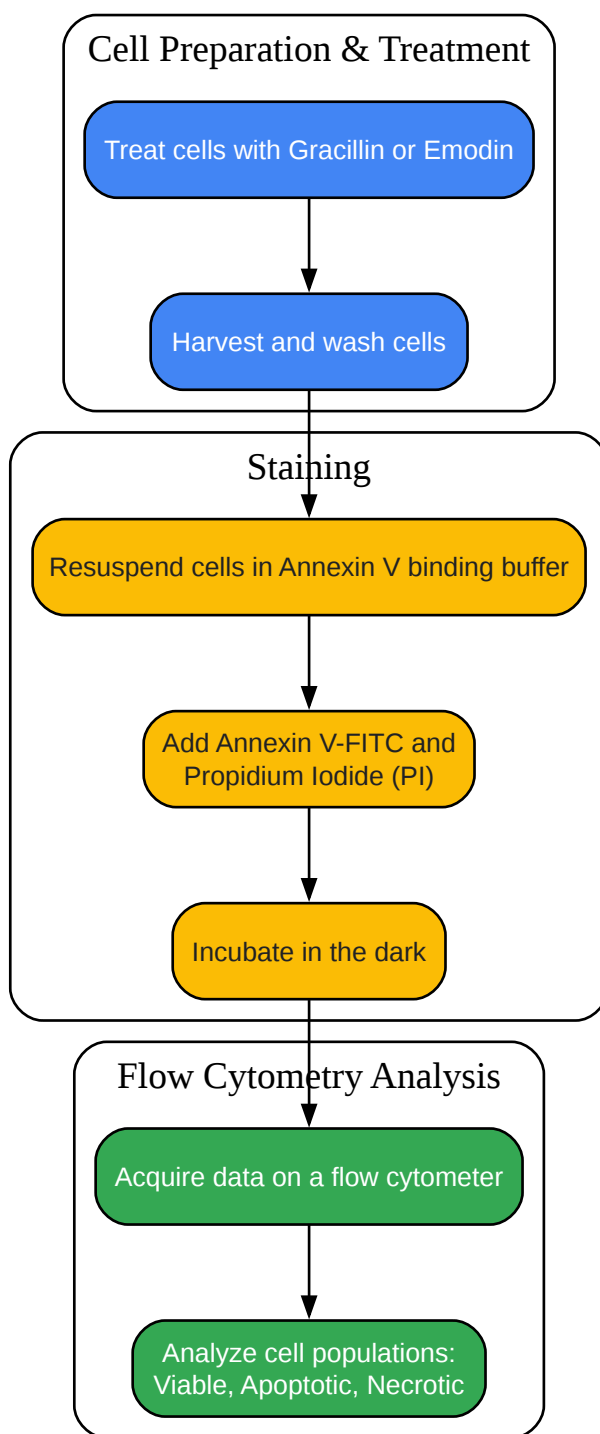 Cell Preparation & Treatment
Treat cells with Gracillin or Emodin
Harvest and wash cells
Staining
Resuspend cells in Annexin V binding buffer
Add Annexin V-FITC and
Propidium Iodide (PI)
Incubate in the dark
Flow Cytometry Analysis
Acquire data on a flow cytometer
Analyze cell populations:
Viable, Apoptotic, Necrotic